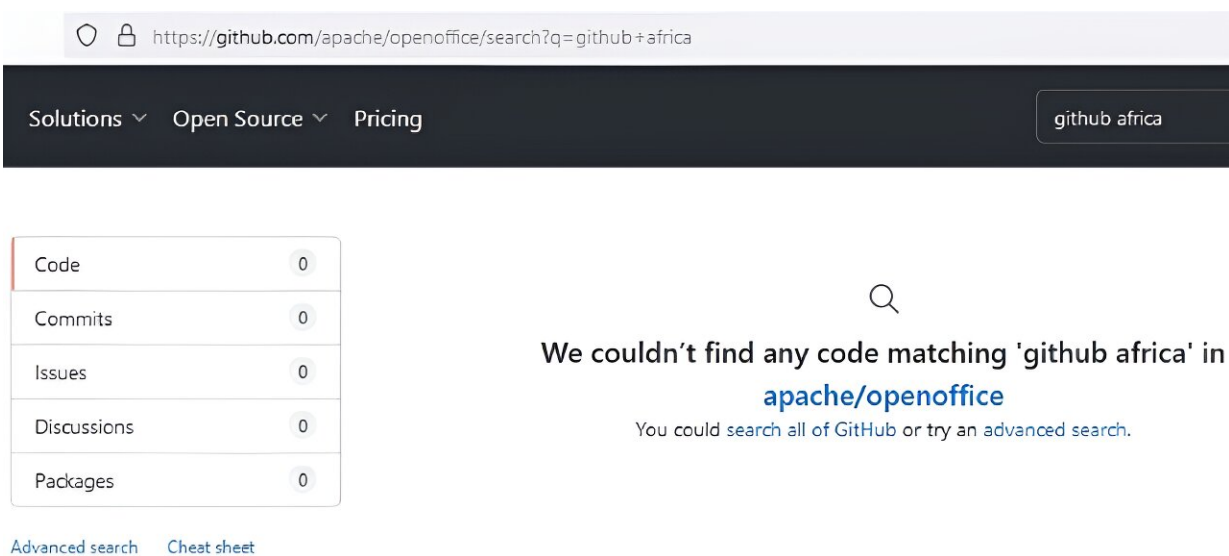 https://github.com/apache/openoffice/search?q=github+africa
Solutions Open Source Pricing github africa
Code 0
Commits 0
Issues 0
Discussions 0
Packages 0
Advanced search Cheat sheet
We couldn't find any code matching 'github africa' in
apache/openoffice
You could search all of GitHub or try an advanced search.